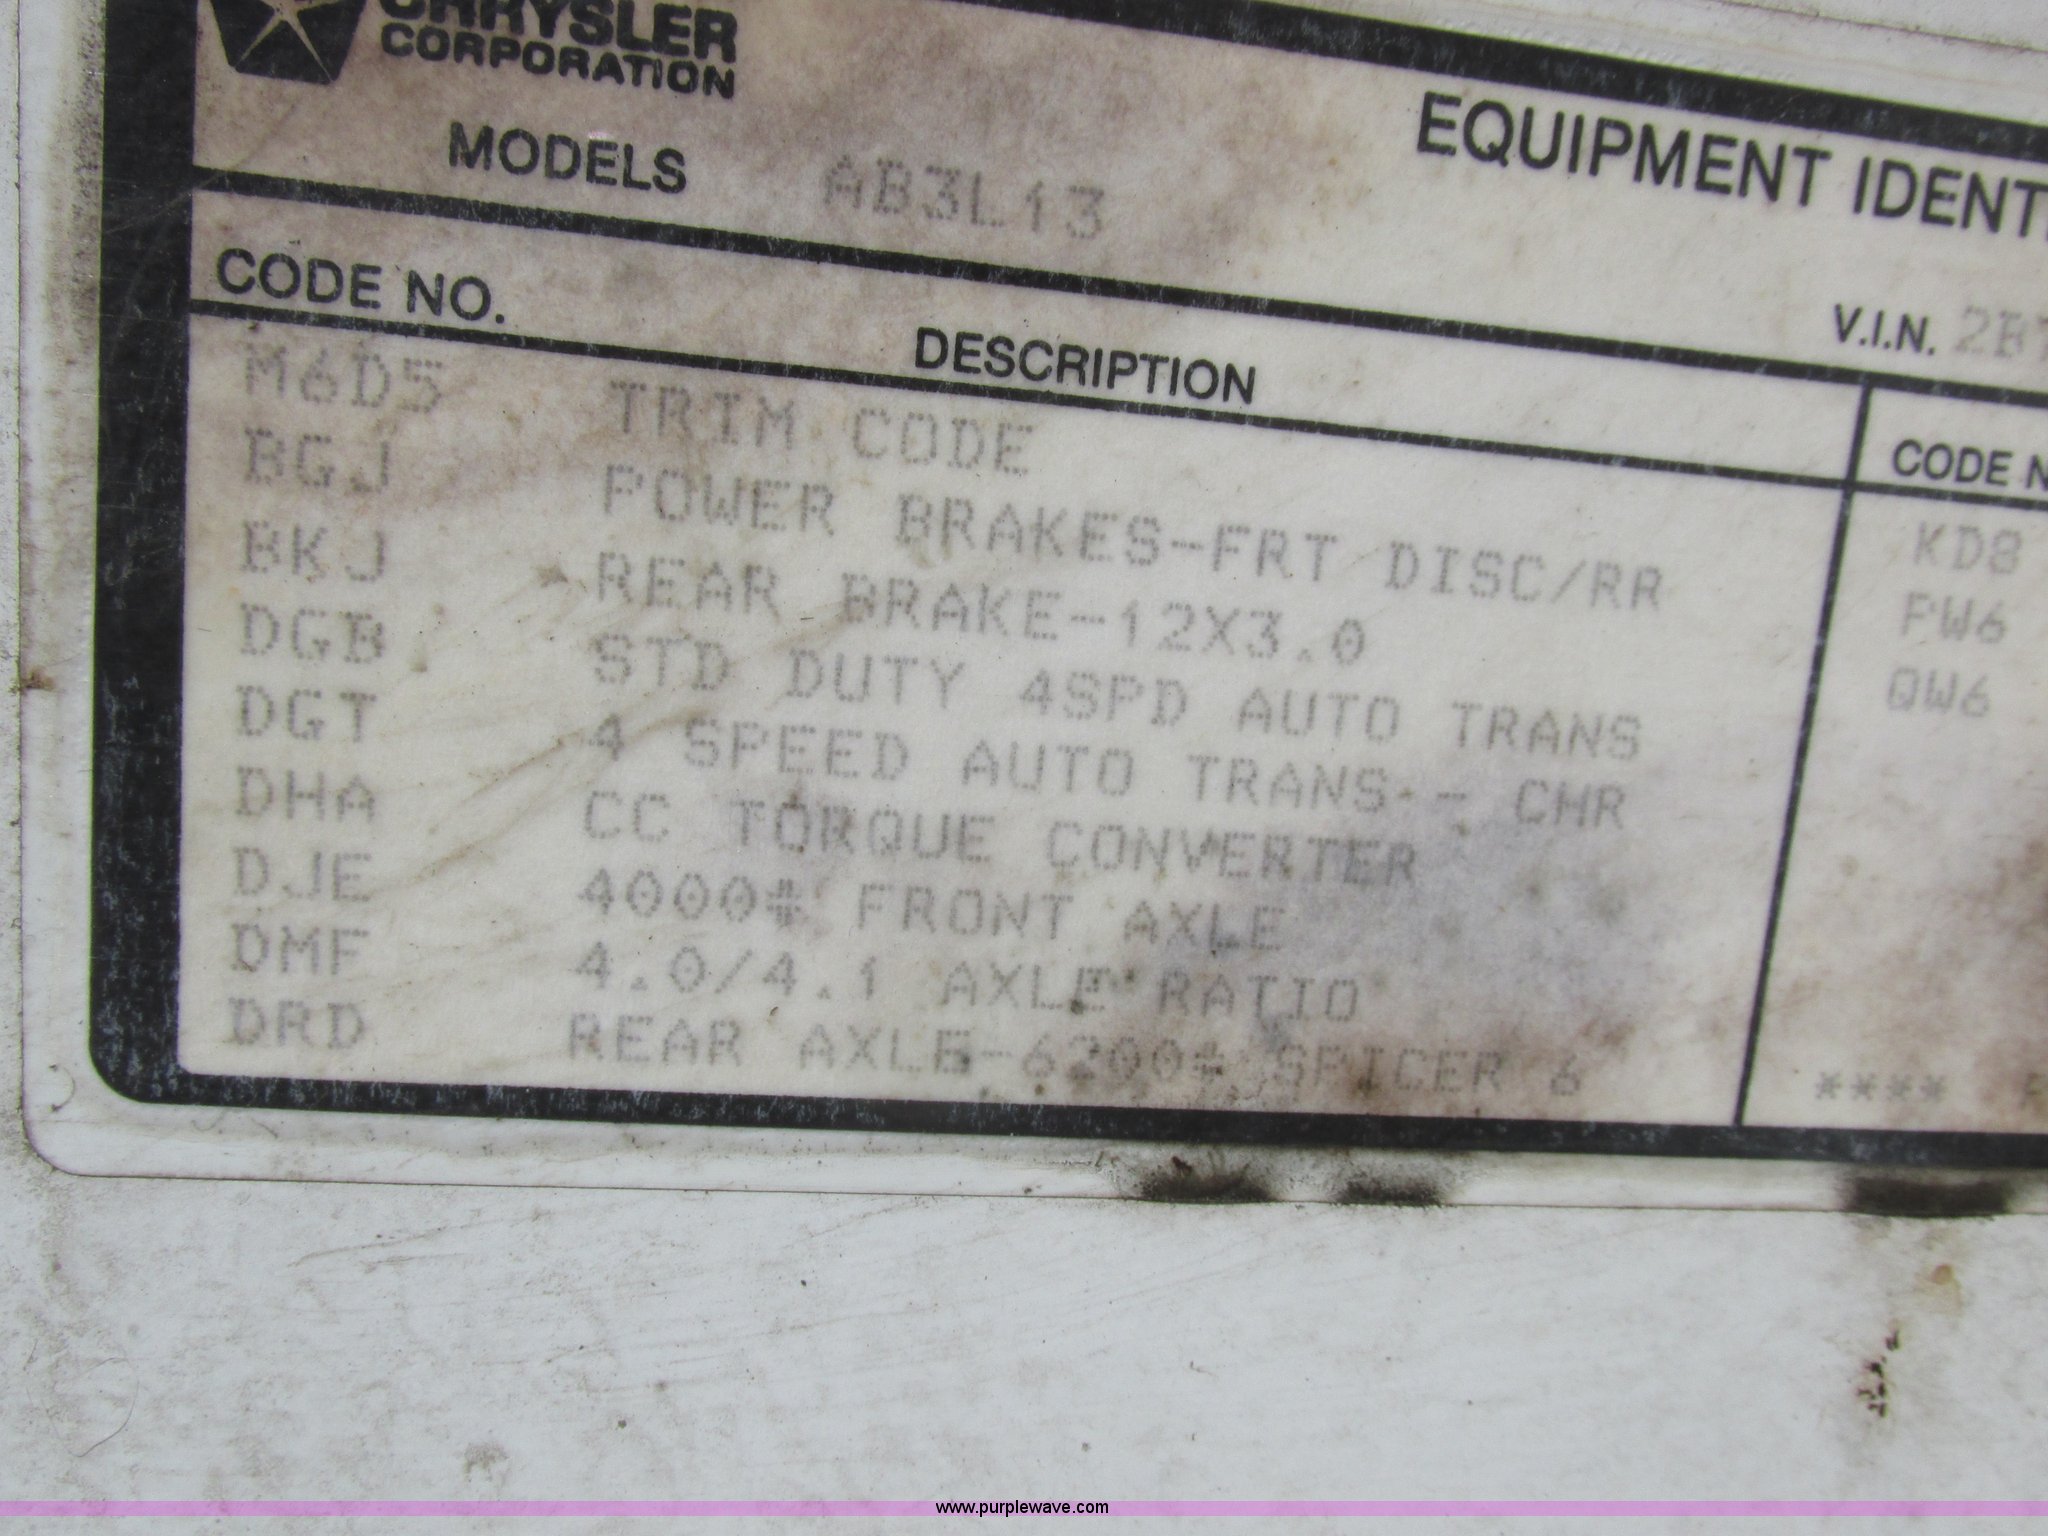 CHRYSLER
CORPORATION
MODELS AB3L13
EQUIPMENT IDENTI
V.I.N. 2B
CODE NO. DESCRIPTION
CODE N
M6D5 TRIM CODE
BGJ POWER BRAKES-FRT DISC/RR
BKJ REAR BRAKE-12X3.0
DGB STD DUTY 4SPD AUTO TRANS
DGT 4 SPEED AUTO TRANS - CHR
DHA CC TORQUE CONVERTER
DJE 4000# FRONT AXLE
DMF 4.0/4.1 AXLE RATIO
DRD REAR AXLE-6200# SPICER 6
KD8
PW6
QW6
****
www.purplewave.com